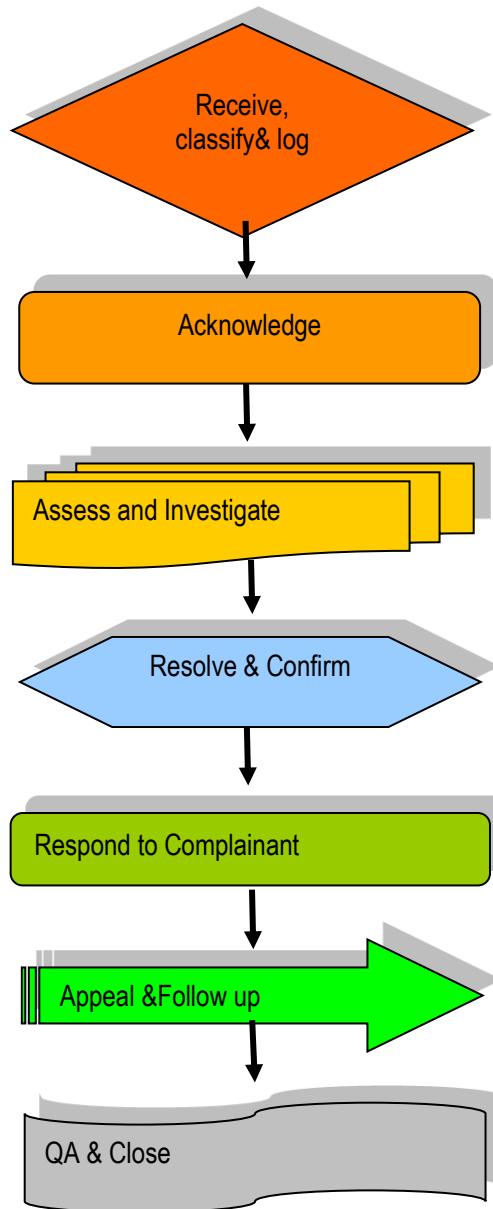 Receive,
classify& log
Acknowledge
Assess and Investigate
Resolve & Confirm
Respond to Complainant
Appeal &Follow up
QA & Close